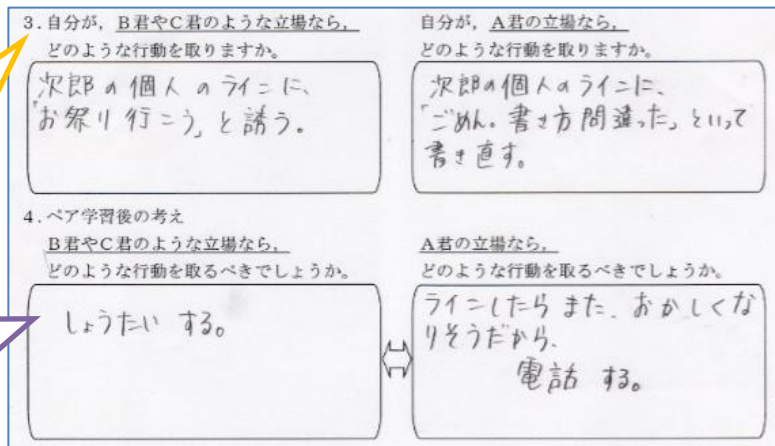 3.自分が，B君やC君のような立場なら，
どのような行動を取りますか。
次郎の個人のラインに、
「お祭り行こう」と誘う。
自分が，A君の立場なら，
どのような行動を取りますか。
次郎の個人のラインに、
「ごめん。書き方間違った」といって
書き直す。
4.ペア学習後の考え
B君やC君のような立場なら，
どのような行動を取るべきでしょうか。
しょうたい する。
A君の立場なら，
どのような行動を取るべきでしょうか。
ラインしたら また、おかしくな
りそうだから、
電話 する。